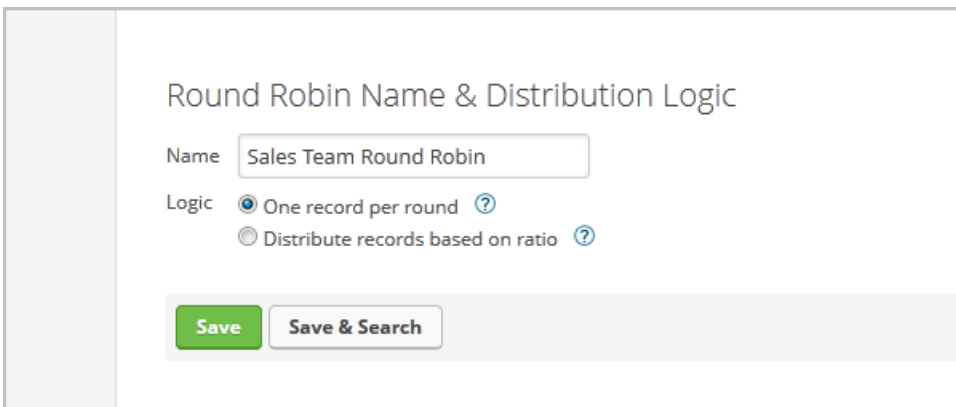 Round Robin Name & Distribution Logic
Name Sales Team Round Robin
Logic One record per round ?
Distribute records based on ratio ?
Save Save & Search